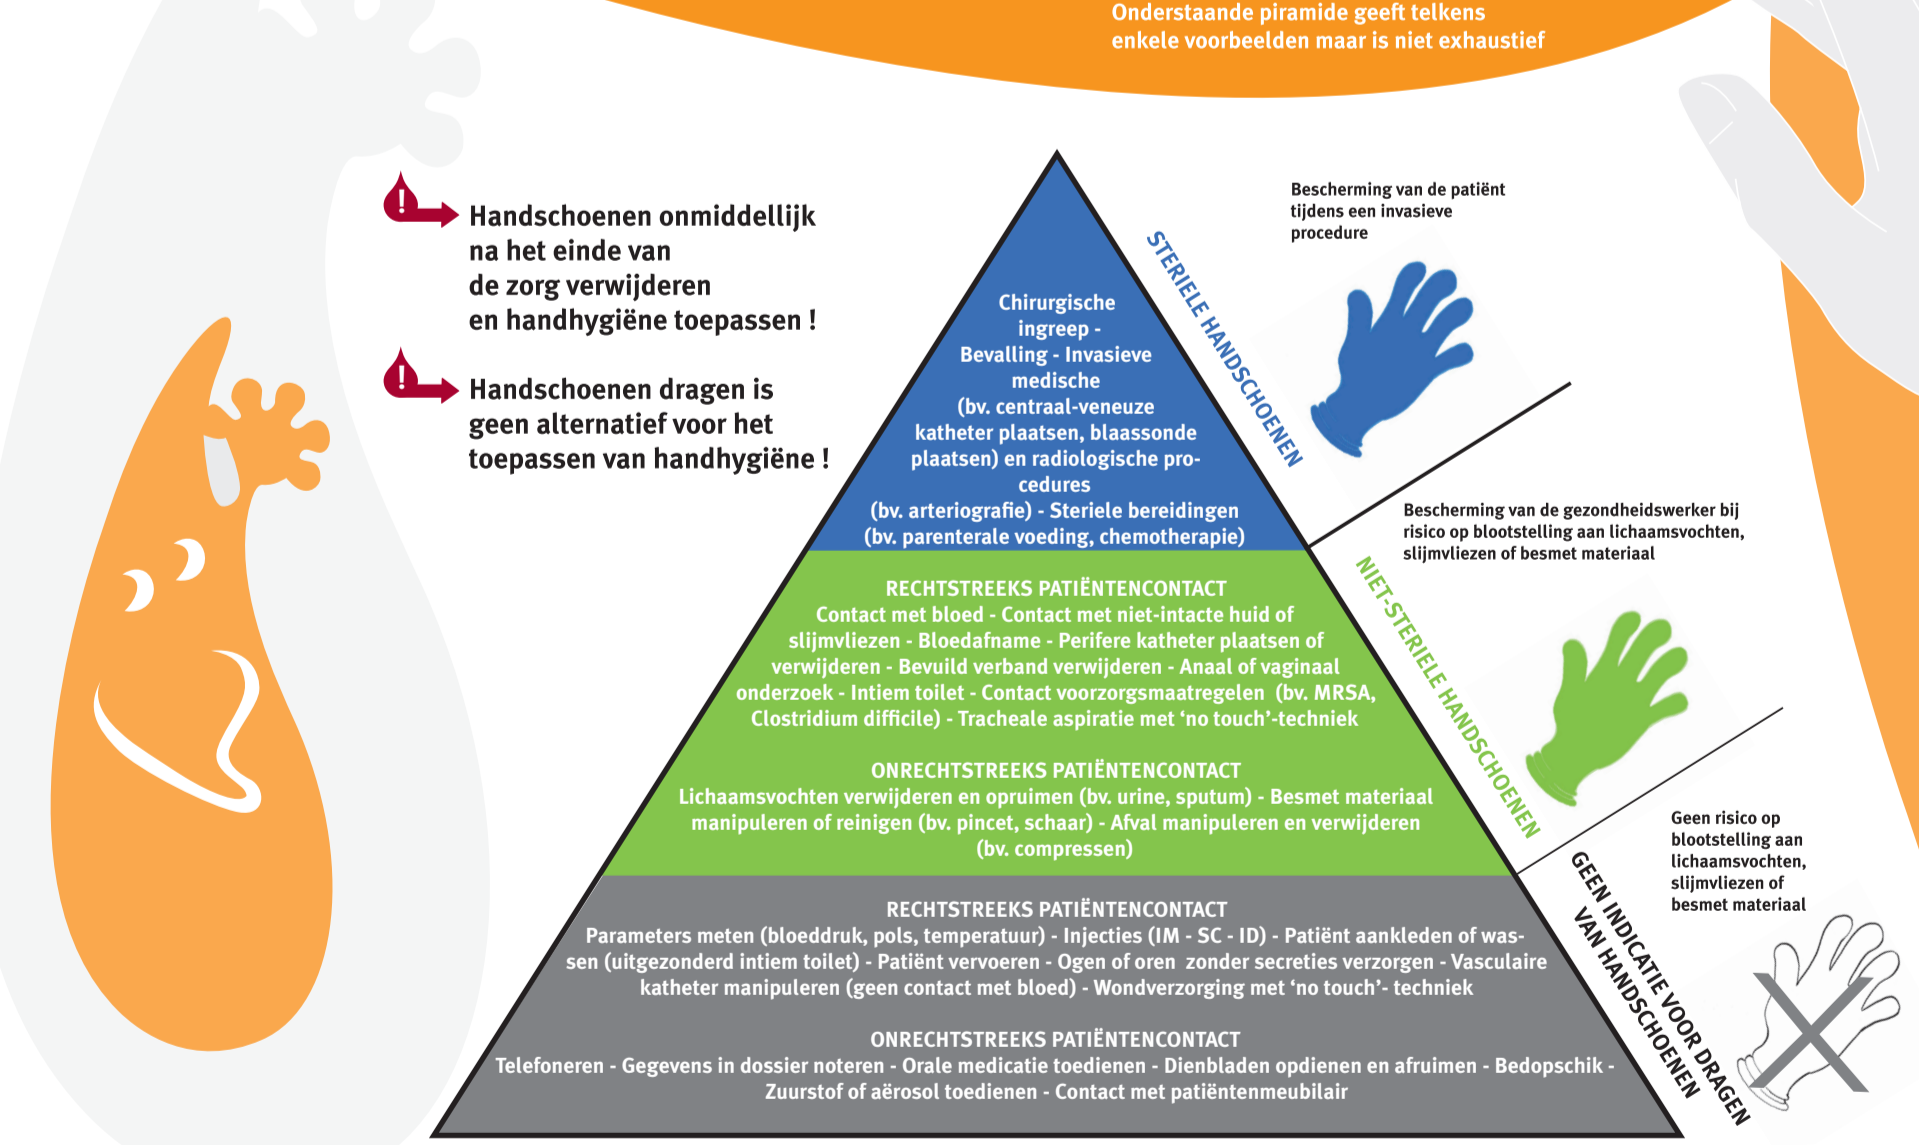 Onderstaande piramide geeft telkens
enkele voorbeelden maar is niet exhaustief
!
Handschoenen onmiddellijk
na het einde van
de zorg verwijderen
en handhygiëne toepassen !
!
Handschoenen dragen is
geen alternatief voor het
toepassen van handhygiëne !
Chirurgische
ingreep -
Bevalling - Invasieve
medische
(bv. centraal-veneuze
katheter plaatsen, blaassonde
plaatsen) en radiologische pro-
cedures
(bv. arteriografie) - Steriele bereidingen
(bv. parenterale voeding, chemotherapie)
STERIELE HANDSCHOENEN
Bescherming van de patiënt
tijdens een invasieve
procedure
RECHTSTREEKS PATIËNTENCONTACT
Contact met bloed - Contact met niet-intacte huid of
slijmvliezen - Bloedafname - Perifere katheter plaatsen of
verwijderen - Bevuild verband verwijderen - Anaal of vaginaal
onderzoek - Intiem toilet - Contact voorzorgsmaatregelen (bv. MRSA,
Clostridium difficile) - Tracheale aspiratie met ‘no touch’-techniek
ONRECHTSTREEKS PATIËNTENCONTACT
Lichaamsvochten verwijderen en opruimen (bv. urine, sputum) - Besmet materiaal
manipuleren of reinigen (bv. pincet, schaar) - Afval manipuleren en verwijderen
(bv. compressen)
NIET-STERIELE HANDSCHOENEN
Bescherming van de gezondheidswerker bij
risico op blootstelling aan lichaamsvochten,
slijmvliezen of besmet materiaal
RECHTSTREEKS PATIËNTENCONTACT
Parameters meten (bloeddruk, pols, temperatuur) - Injecties (IM - SC - ID) - Patiënt aankleden of was-
sen (uitgezonderd intiem toilet) - Patiënt vervoeren - Ogen of oren zonder secreties verzorgen - Vasculaire
katheter manipuleren (geen contact met bloed) - Wondverzorging met ‘no touch’- techniek
ONRECHTSTREEKS PATIËNTENCONTACT
Telefoneren - Gegevens in dossier noteren - Orale medicatie toedienen - Dienbladen opdienen en afruimen - Bedopschik -
Zuurstof of aërosol toedienen - Contact met patiëntenmeubilair
GEEN INDICATIE VOOR DRAGEN
VAN HANDSCHOENEN
Geen risico op
blootstelling aan
lichaamsvochten,
slijmvliezen of
besmet materiaal